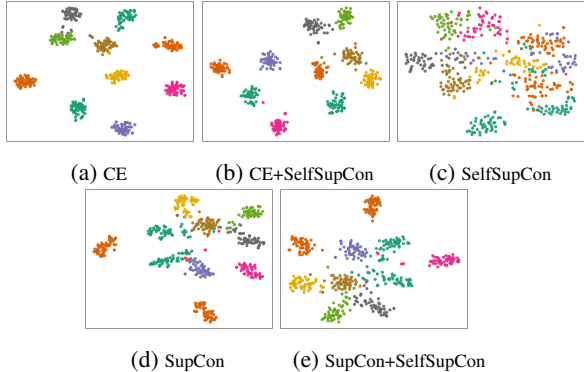 (a) CE
(b) CE+SelfSupCon
(c) SelfSupCon
(d) SupCon
(e) SupCon+SelfSupCon